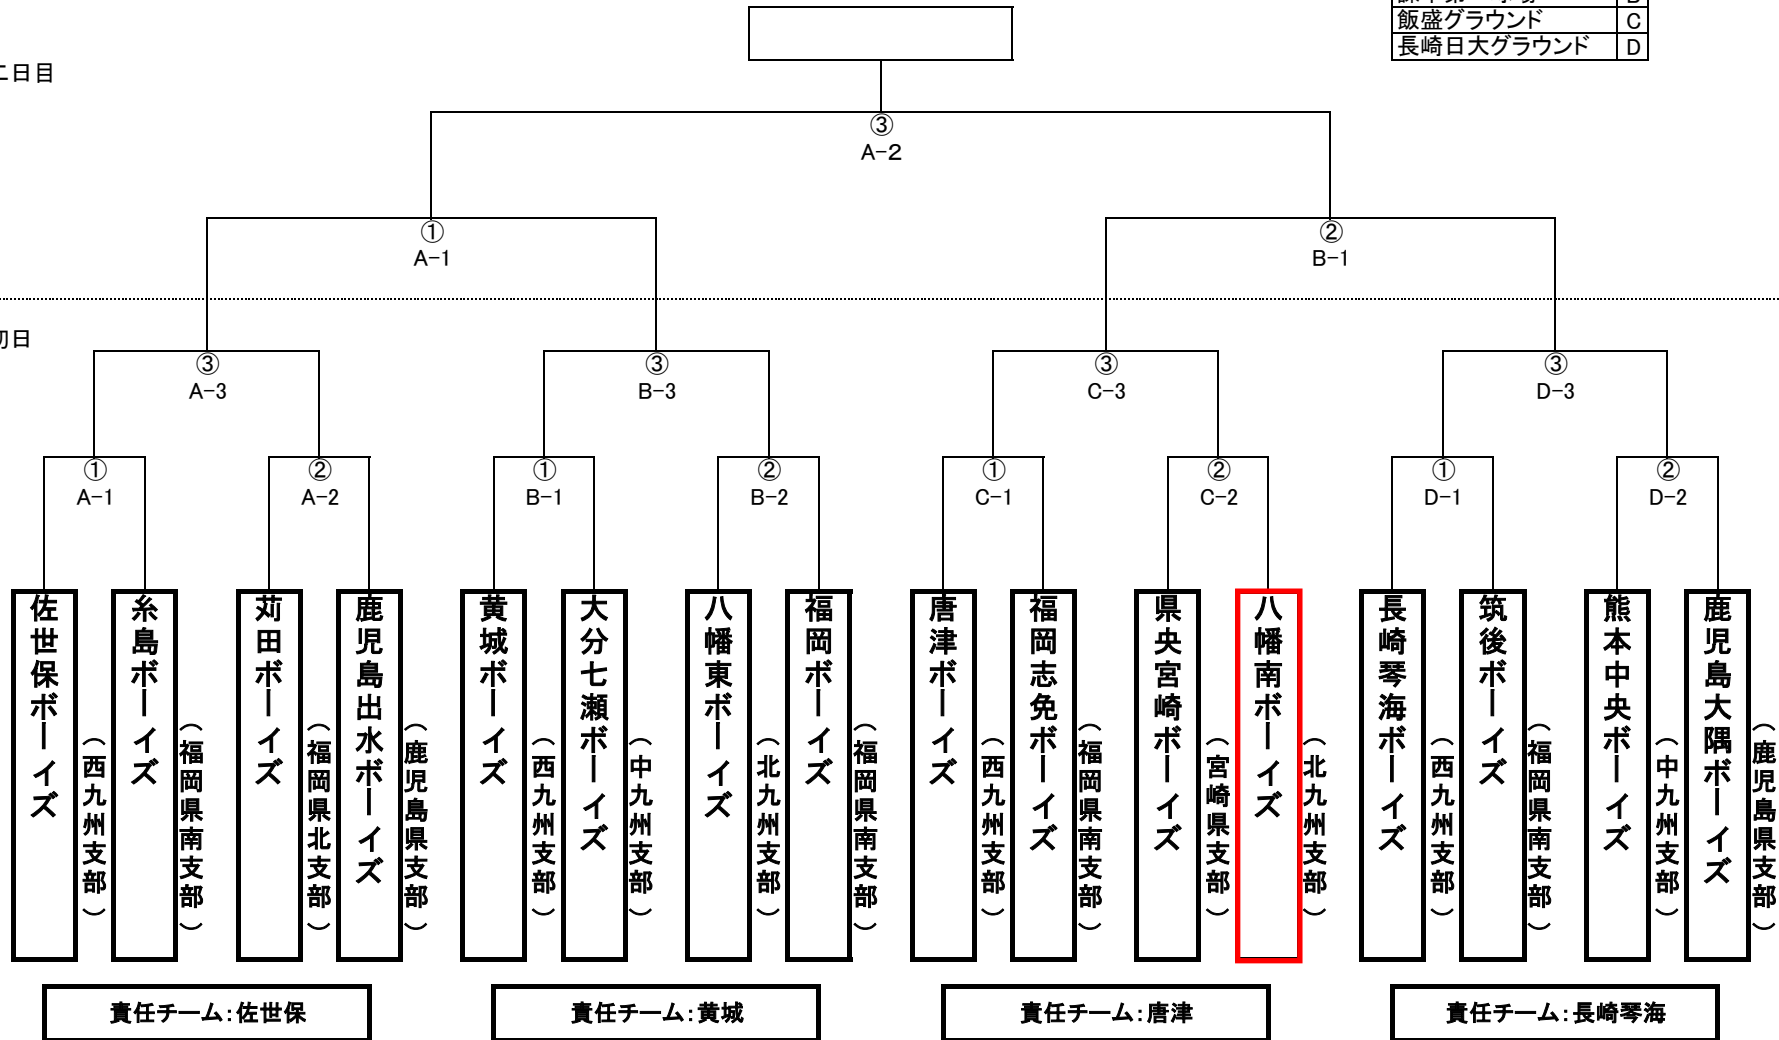 飯盛グラウンド C
長崎日大グラウンド D
二日目
③
A-2
①
A-1
②
B-1
初日
③
A-3
③
B-3
③
C-3
③
D-3
①
A-1
②
A-2
①
B-1
②
B-2
①
C-1
②
C-2
①
D-1
②
D-2
佐世保ボーイズ
(西九州支部)
糸島ボーイズ
(福岡県南支部)
苅田ボーイズ
(福岡県北支部)
鹿児島出水ボーイズ
(鹿児島県支部)
黄城ボーイズ
(西九州支部)
大分七瀬ボーイズ
(中九州支部)
八幡東ボーイズ
(北九州支部)
福岡ボーイズ
(福岡県南支部)
唐津ボーイズ
(西九州支部)
福岡志免ボーイズ
(福岡県南支部)
県央宮崎ボーイズ
(宮崎県支部)
八幡南ボーイズ
(北九州支部)
長崎琴海ボーイズ
(西九州支部)
筑後ボーイズ
(福岡県南支部)
熊本中央ボーイズ
(中九州支部)
鹿児島大隅ボーイズ
(鹿児島県支部)
責任チーム:佐世保
責任チーム:黄城
責任チーム:唐津
責任チーム:長崎琴海